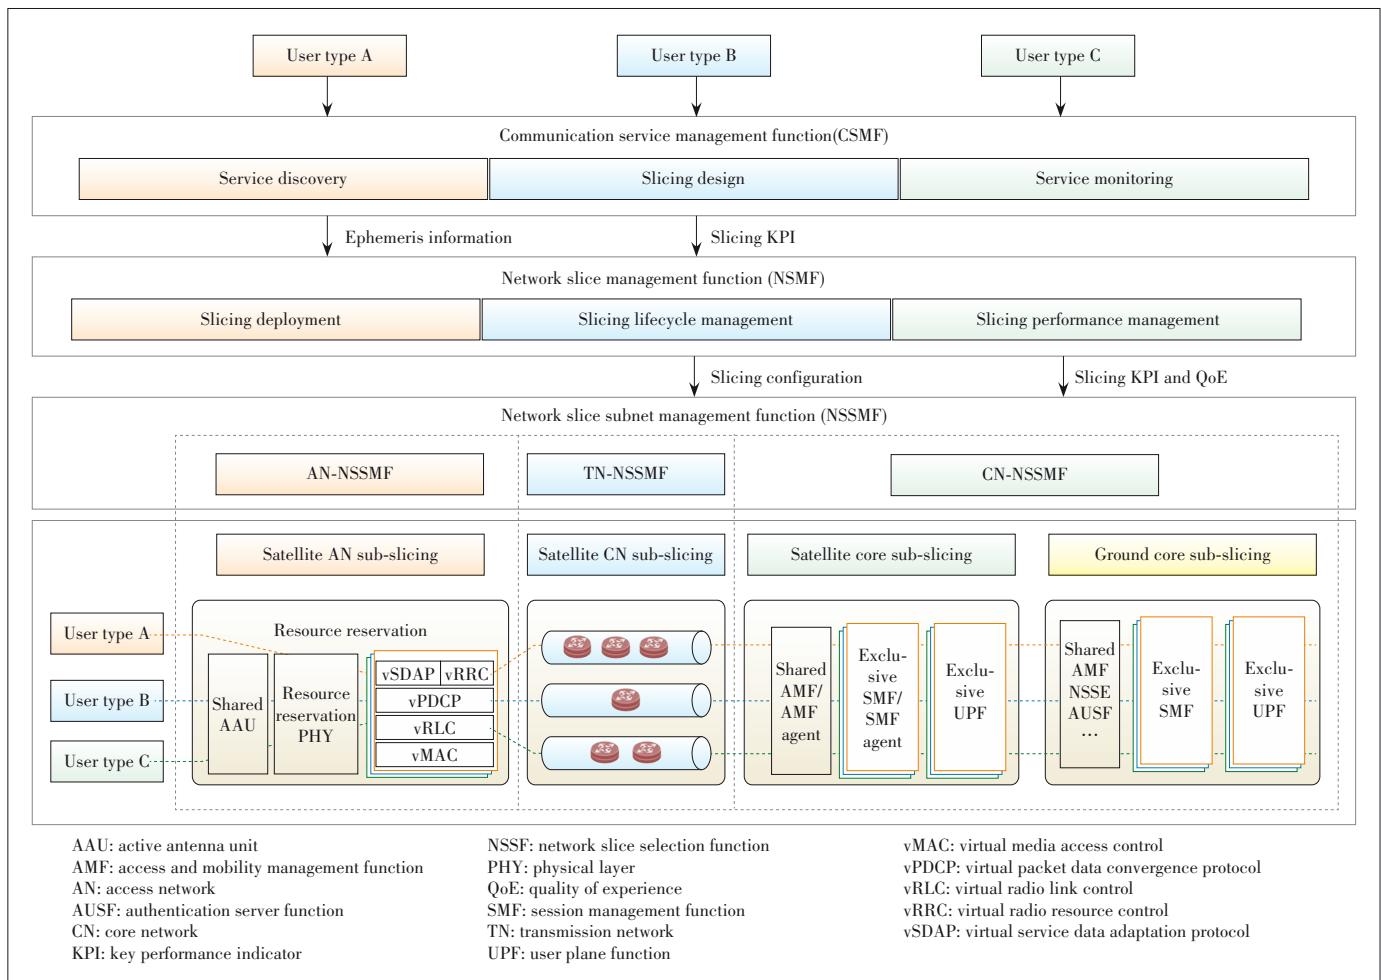 User type A
User type B
User type C
Communication service management function(CSMF)
Service discovery
Slicing design
Service monitoring
Ephemeris information
Slicing KPI
Network slice management function (NSMF)
Slicing deployment
Slicing lifecycle management
Slicing performance management
Slicing configuration
Slicing KPI and QoE
Network slice subnet management function (NSSMF)
AN-NSSMF
TN-NSSMF
CN-NSSMF
Satellite AN sub-slicing
Satellite CN sub-slicing
Satellite core sub-slicing
Ground core sub-slicing
User type A
User type B
User type C
Resource reservation
Shared
AAU
Resource
reservation
PHY
vSDAP
vRRC
vPDCP
vRLC
vMAC
Shared
AMF/
AMF
agent
Exclu-
sive
SMF/
SMF
agent
Exclu-
sive
UPF
Shared
AMF
NSSE
AUSF
...
Exclu-
sive
SMF
Exclu-
sive
UPF
AAU: active antenna unit
AMF: access and mobility management function
AN: access network
AUSF: authentication server function
CN: core network
KPI: key performance indicator
NSSF: network slice selection function
PHY: physical layer
QoE: quality of experience
SMF: session management function
TN: transmission network
UPF: user plane function
vMAC: virtual media access control
vPDCP: virtual packet data convergence protocol
vRLC: virtual radio link control
vRRC: virtual radio resource control
vSDAP: virtual service data adaptation protocol